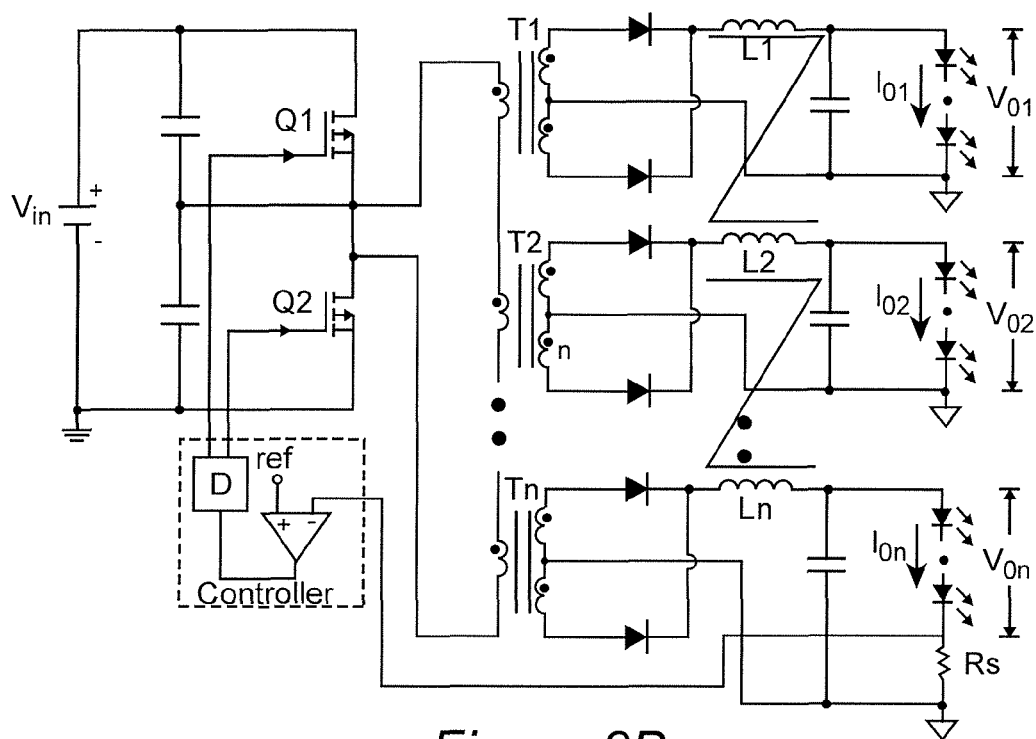 T1
L1
I01
V01
Q1
Vin
+
-
T2
L2
I02
V02
Q2
n
ref
D
+ -
Controller
Tn
Ln
I0n
V0n
Rs